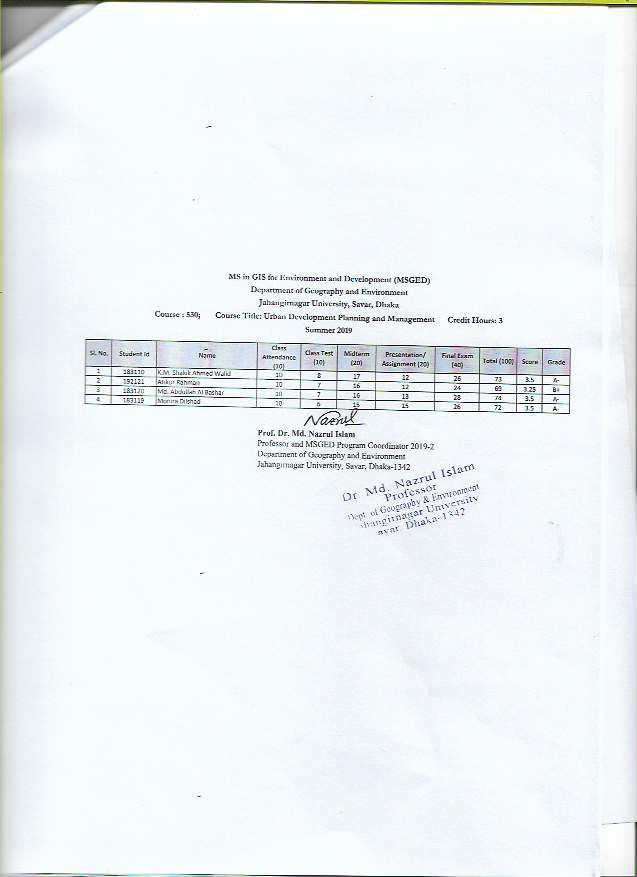 MS in GIS for Environment and Development (MSGED)
Department of Geography and Environment
Jahangirnagar University, Savar, Dhaka
Course : 530; Course Title: Urban Development Planning and Management Credit Hours: 3
Summer 2019
Sl. No. Student Id Name Class Attendance (10) Class Test (10) Midterm (20) Presentation/ Assignment (20) Final Exam (40) Total (100) Score Grade
1 183110 K.M. Shakik Ahmed Walid 10 8 17 12 26 73 3.5 A-
2 192121 Rahman 10 7 16 12 24 69 3.25 B+
3 183120 Md. Abdullah Al Bashar 10 7 16 13 28 74 3.5 A-
4 183119 Monira Dilshad 10 6 15 15 26 72 3.5 A-
Nazrul
Prof. Dr. Md. Nazrul Islam
Professor and MSGED Program Coordinator 2019-2
Department of Geography and Environment
Jahangirnagar University, Savar, Dhaka-1342
Dr Md. Nazrul Islam
Professor
Dept. of Geography & Environment
ahangirnagar University
avar Dhaka-1342